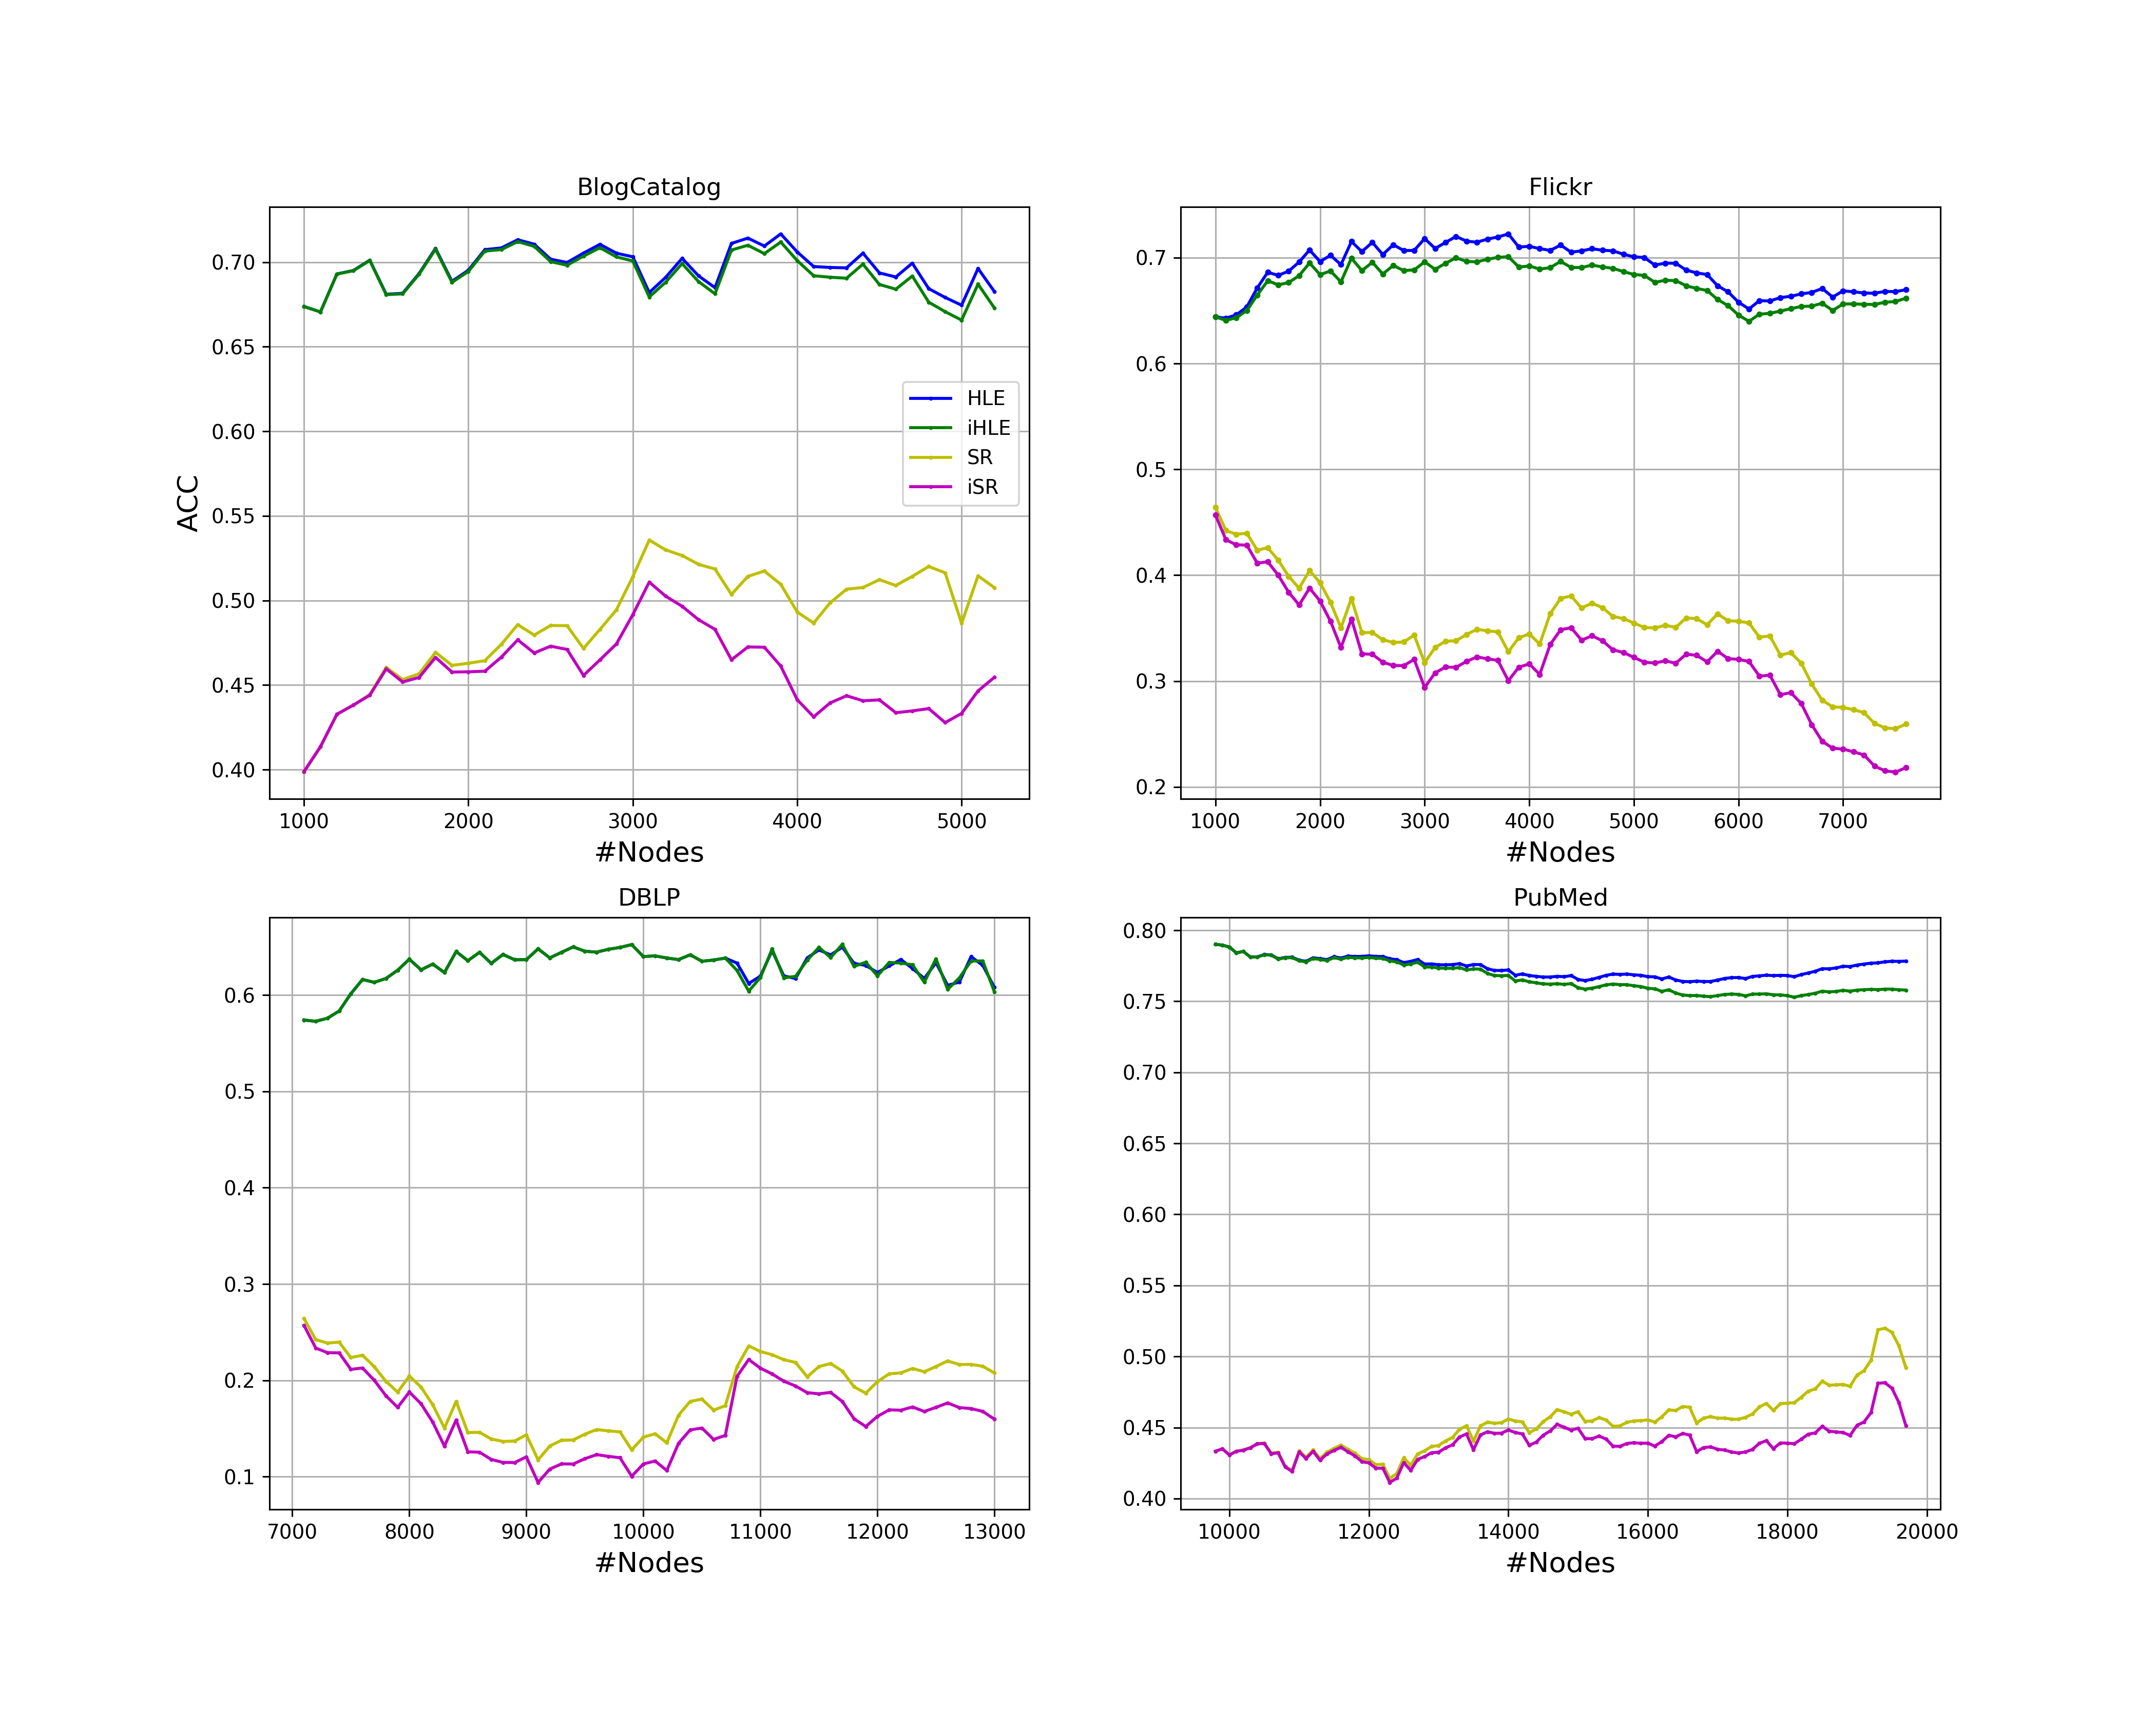 BlogCatalog
0.70
0.65
0.60
0.55
0.50
0.45
0.40
ACC
HLE
iHLE
SR
iSR
1000 2000 3000 4000 5000
#Nodes
Flickr
0.7
0.6
0.5
0.4
0.3
0.2
1000 2000 3000 4000 5000 6000 7000
#Nodes
DBLP
0.6
0.5
0.4
0.3
0.2
0.1
7000 8000 9000 10000 11000 12000 13000
#Nodes
PubMed
0.80
0.75
0.70
0.65
0.60
0.55
0.50
0.45
0.40
10000 12000 14000 16000 18000 20000
#Nodes